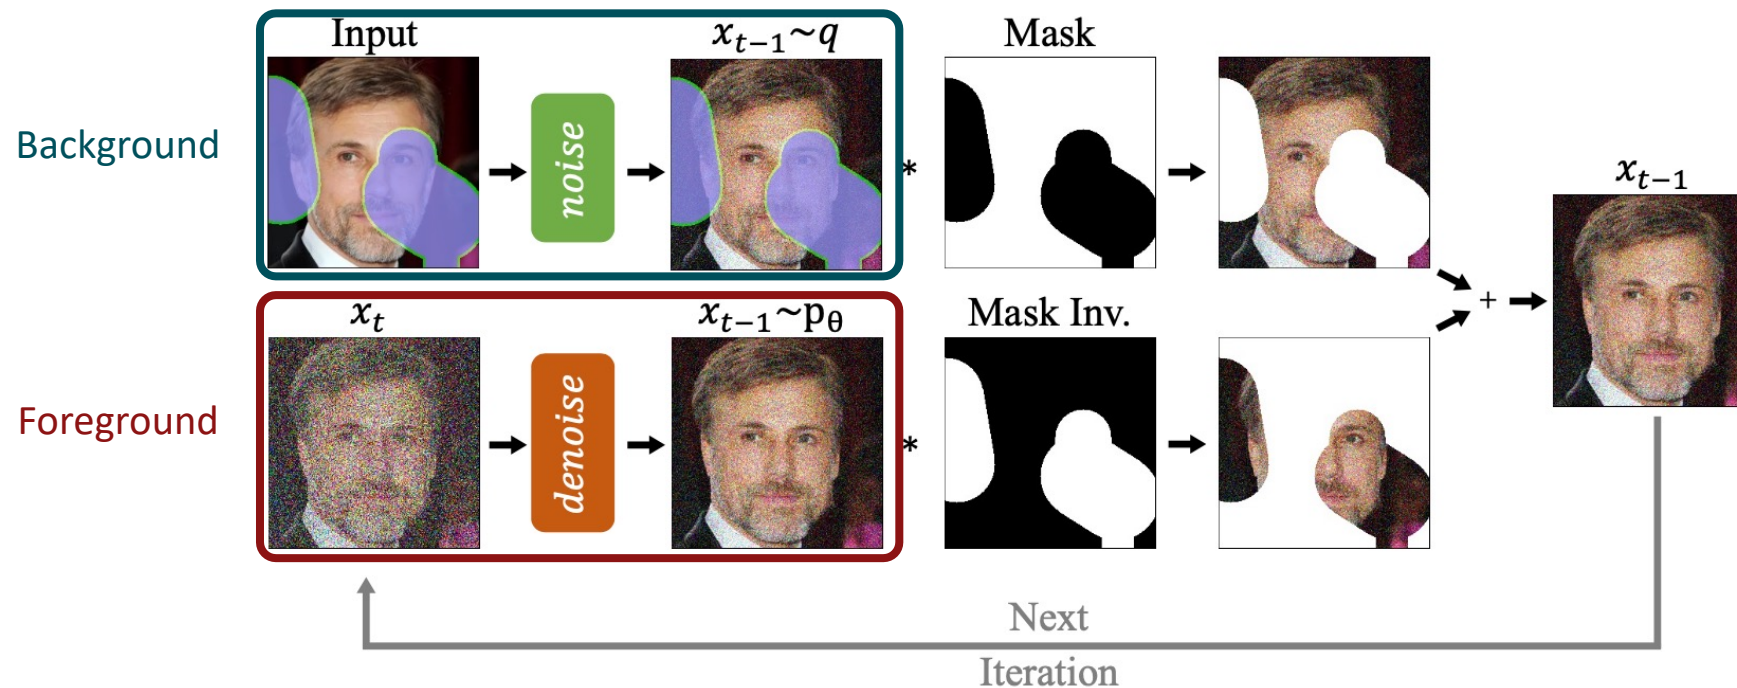 Input
x_{t−1}~q
Mask
Background
noise
*
x_{t−1}
x_t
x_{t−1}~p_θ
Mask Inv.
+
Foreground
denoise
*
Next
Iteration